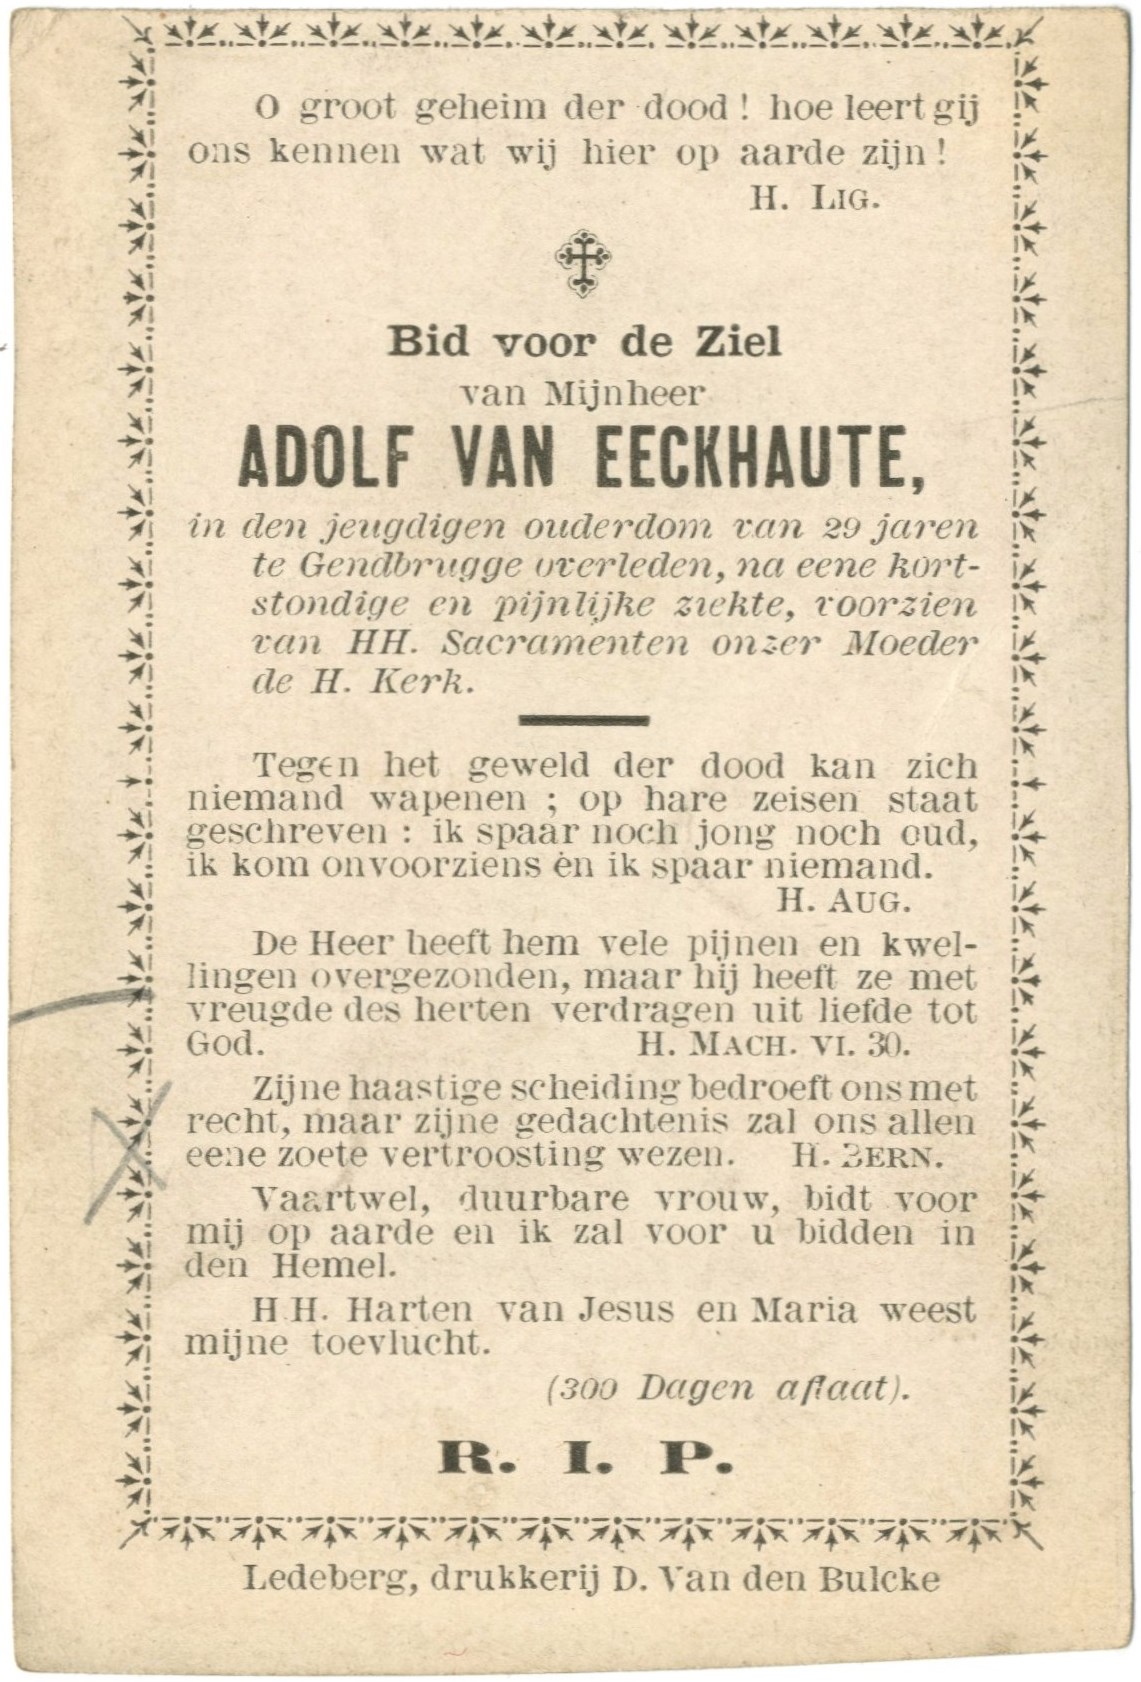 O groot geheim der dood ! hoe leert gij
ons kennen wat wij hier op aarde zijn !
H. LIG.
Bid voor de Ziel
van Mijnheer
ADOLF VAN EECKHAUTE,
in den jeugdigen ouderdom van 29 jaren
te Gendbrugge overleden, na eene kort-
stondige en pijnlijke ziekte, voorzien
van HH. Sacramenten onzer Moeder
de H. Kerk.
Tegen het geweld der dood kan zich
niemand wapenen ; op hare zeisen staat
geschreven : ik spaar noch jong noch oud,
ik kom onvoorziens èn ik spaar niemand.
H. AUG.
De Heer heeft hem vele pijnen en kwel-
lingen overgezonden, maar hij heeft ze met
vreugde des herten verdragen uit liefde tot
God. H. MACH. VI. 30.
Zijne haastige scheiding bedroeft ons met
recht, maar zijne gedachtenis zal ons allen
eene zoete vertroosting wezen. H. BERN.
Vaartwel, duurbare vrouw, bidt voor
mij op aarde en ik zal voor u bidden in
den Hemel.
H.H. Harten van Jesus en Maria weest
mijne toevlucht.
(300 Dagen aflaat).
R. I. P.
Ledeberg, drukkerij D. Van den Bulcke